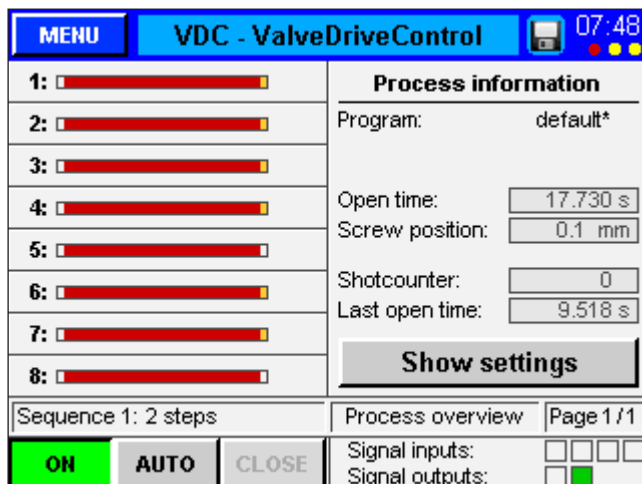 MENU
VDC - ValveDriveControl
07:48
1:
2:
3:
4:
5:
6:
7:
8:
Process information
Program: default*
Open time: 17.730 s
Screw position: 0.1 mm
Shotcounter: 0
Last open time: 9.518 s
Show settings
Sequence 1: 2 steps
Process overview
Page 1/1
ON
AUTO
CLOSE
Signal inputs:
Signal outputs: